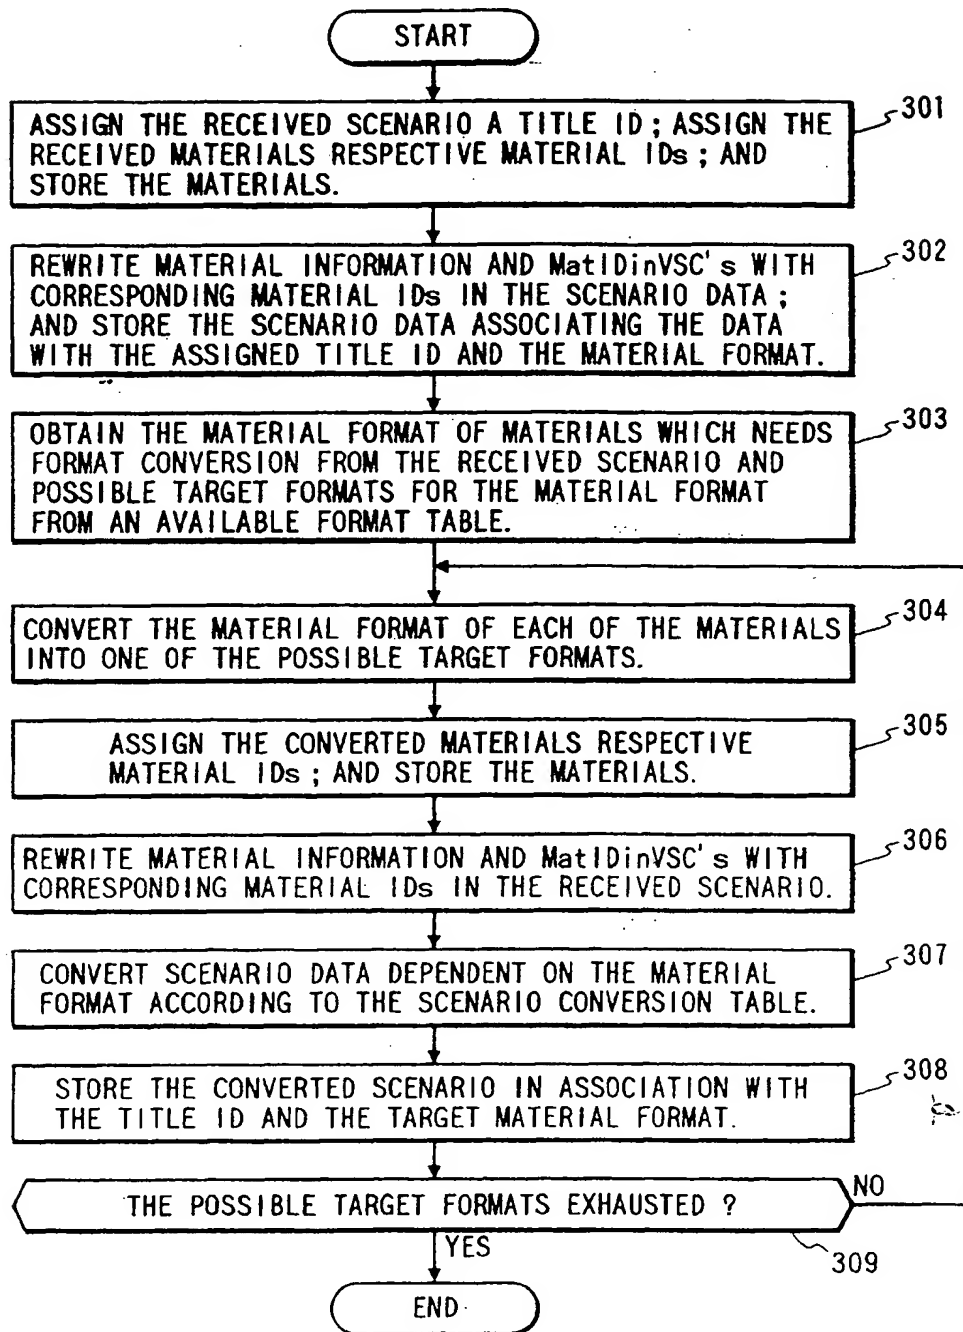 START
301
ASSIGN THE RECEIVED SCENARIO A TITLE ID; ASSIGN THE
RECEIVED MATERIALS RESPECTIVE MATERIAL IDs; AND
STORE THE MATERIALS.
302
REWRITE MATERIAL INFORMATION AND MatIDinVSC's WITH
CORRESPONDING MATERIAL IDs IN THE SCENARIO DATA;
AND STORE THE SCENARIO DATA ASSOCIATING THE DATA
WITH THE ASSIGNED TITLE ID AND THE MATERIAL FORMAT.
303
OBTAIN THE MATERIAL FORMAT OF MATERIALS WHICH NEEDS
FORMAT CONVERSION FROM THE RECEIVED SCENARIO AND
POSSIBLE TARGET FORMATS FOR THE MATERIAL FORMAT
FROM AN AVAILABLE FORMAT TABLE.
304
CONVERT THE MATERIAL FORMAT OF EACH OF THE MATERIALS
INTO ONE OF THE POSSIBLE TARGET FORMATS.
305
ASSIGN THE CONVERTED MATERIALS RESPECTIVE
MATERIAL IDs; AND STORE THE MATERIALS.
306
REWRITE MATERIAL INFORMATION AND MatIDinVSC's WITH
CORRESPONDING MATERIAL IDs IN THE RECEIVED SCENARIO.
307
CONVERT SCENARIO DATA DEPENDENT ON THE MATERIAL
FORMAT ACCORDING TO THE SCENARIO CONVERSION TABLE.
308
STORE THE CONVERTED SCENARIO IN ASSOCIATION WITH
THE TITLE ID AND THE TARGET MATERIAL FORMAT.
THE POSSIBLE TARGET FORMATS EXHAUSTED ?
NO
309
YES
END